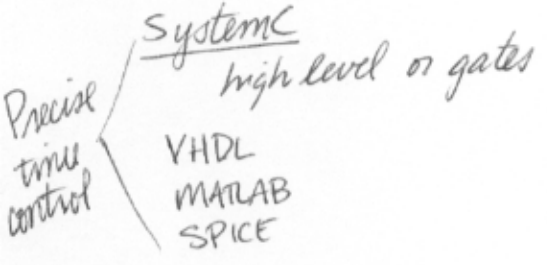 SystemC
high level or gates
Precise
time
control
VHDL
MATLAB
SPICE